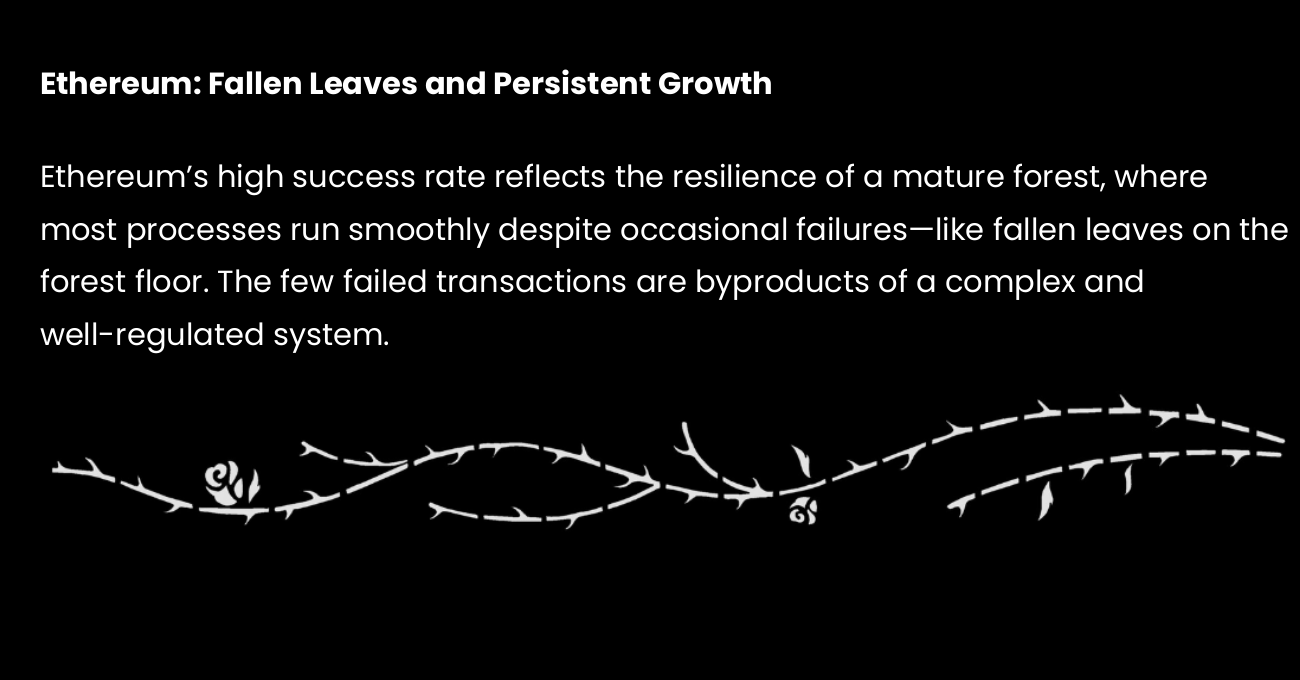 Ethereum: Fallen Leaves and Persistent Growth
Ethereum’s high success rate reflects the resilience of a mature forest, where
most processes run smoothly despite occasional failures—like fallen leaves on the
forest floor. The few failed transactions are byproducts of a complex and
well-regulated system.